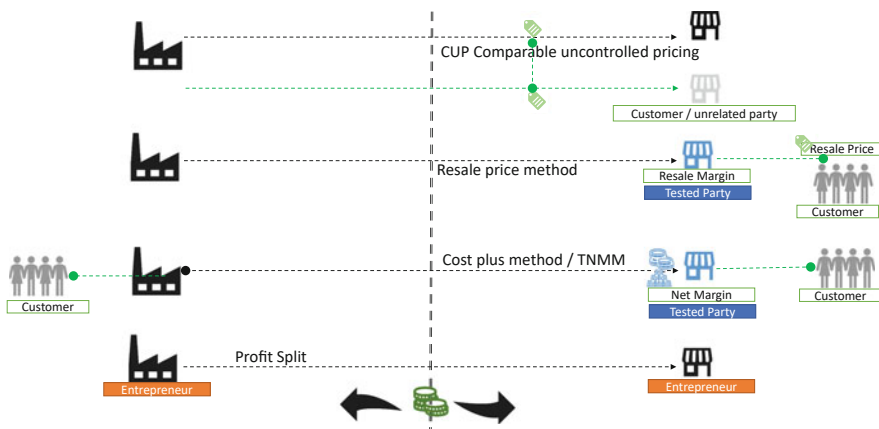 CUP Comparable uncontrolled pricing
Customer / unrelated party
Resale price method
Resale Price
Resale Margin
Tested Party
Customer
Cost plus method / TNMM
Customer
Net Margin
Tested Party
Customer
Profit Split
Entrepreneur
Entrepreneur